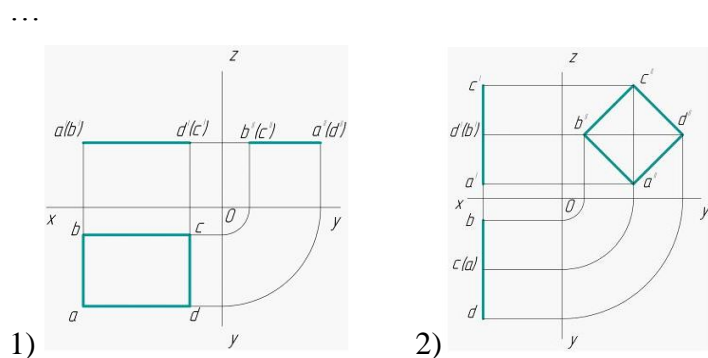 …
z
a'(b') d'(c') b"(c") a"(d")
x O y
b c
a d
y
1)
z
c' c"
d'(b') b" d"
a' a"
x O y
b
c(a)
d
y
2)